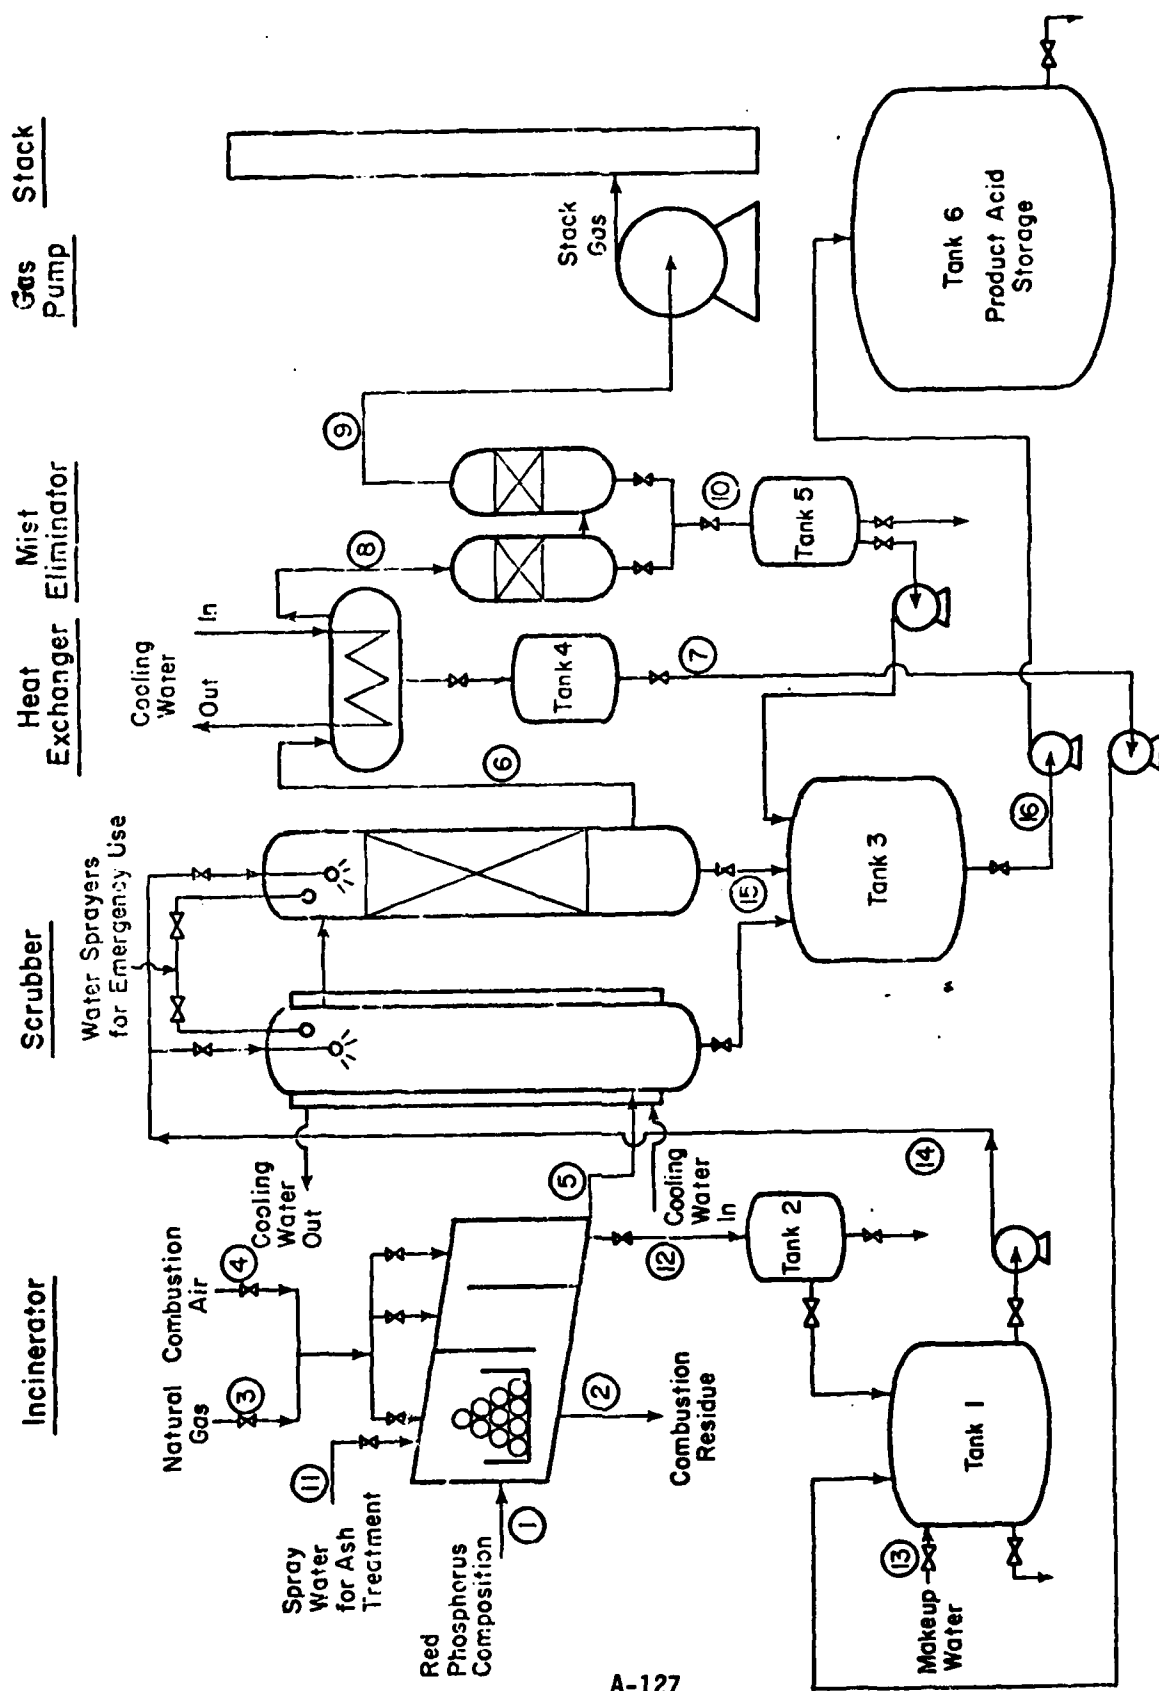 Incinerator
Scrubber
Heat
Exchanger
Mist
Eliminator
Gas
Pump
Stack
Natural
Gas
Combustion
Air
3
4
Cooling
Water
Out
Water Sprayers
for Emergency Use
Cooling
Water
Out
In
8
9
Stack
Gas
11
Spray
Water
for Ash
Treatment
Red
Phosphorus
Composition
1
2
Combustion
Residue
5
12
Cooling
Water
In
6
Tank 4
7
10
Tank 5
Tank 2
14
15
Tank 3
16
Tank 6
Product Acid
Storage
13
Makeup
Water
Tank 1
A-127